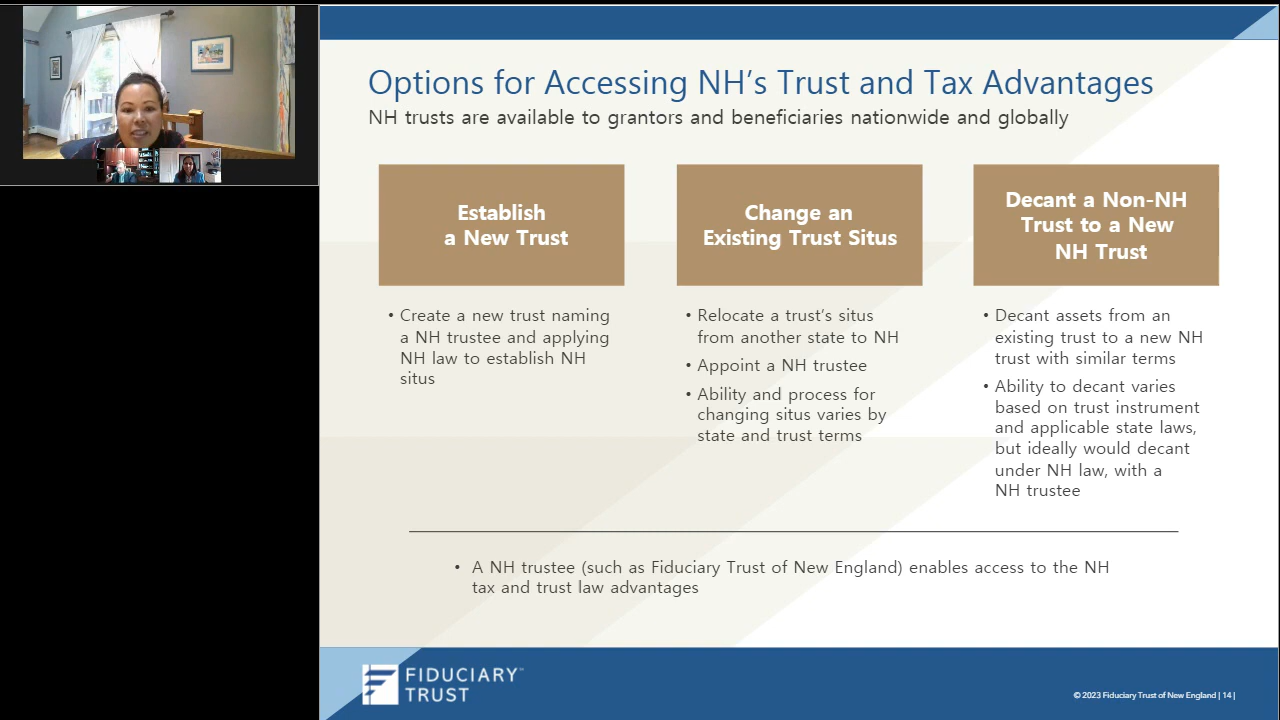 Options for Accessing NH's Trust and Tax Advantages
NH trusts are available to grantors and beneficiaries nationwide and globally
Establish
a New Trust
• Create a new trust naming
a NH trustee and applying
NH law to establish NH
situs
Change an
Existing Trust Situs
• Relocate a trust's situs
from another state to NH
• Appoint a NH trustee
• Ability and process for
changing situs varies by
state and trust terms
Decant a Non-NH
Trust to a New
NH Trust
• Decant assets from an
existing trust to a new NH
trust with similar terms
• Ability to decant varies
based on trust instrument
and applicable state laws,
but ideally would decant
under NH law, with a
NH trustee
• A NH trustee (such as Fiduciary Trust of New England) enables access to the NH
tax and trust law advantages
FIDUCIARY™
TRUST
© 2023 Fiduciary Trust of New England | 14 |